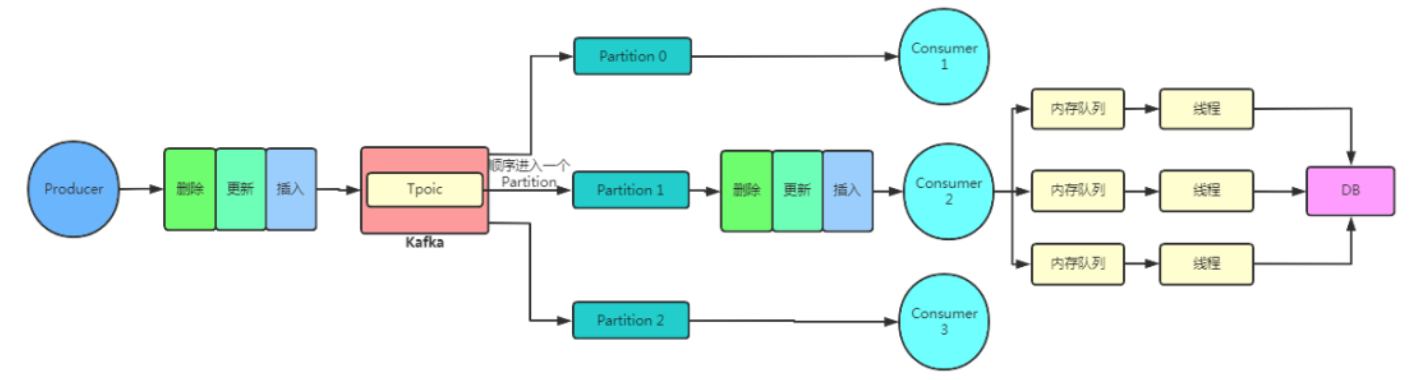 Producer
删除
更新
插入
Tpoic
Kafka
顺序进入一个
Partition
Partition 0
Partition 1
Partition 2
删除
更新
插入
Consumer
1
Consumer
2
Consumer
3
内存队列
线程
内存队列
线程
内存队列
线程
DB